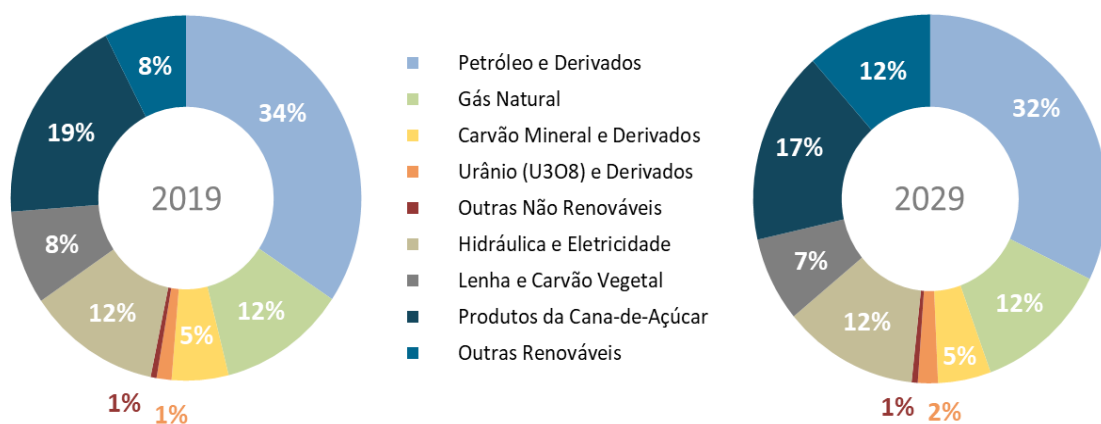 8%
34%
19%
2019
8%
12%
12%
5%
1%
1%
Petróleo e Derivados
Gás Natural
Carvão Mineral e Derivados
Urânio (U3O8) e Derivados
Outras Não Renováveis
Hidráulica e Eletricidade
Lenha e Carvão Vegetal
Produtos da Cana-de-Açúcar
Outras Renováveis
12%
32%
17%
2029
7%
12%
12%
5%
1%
2%